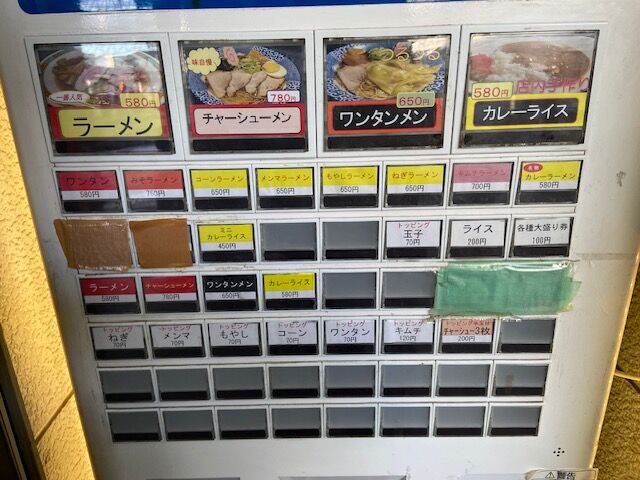 一番人気
580円
ラーメン
味自慢
780円
チャーシューメン
つるつる
650円
ワンタンメン
店内手作り
580円
カレーライス
ワンタン
580円
みそラーメン
750円
コーンラーメン
650円
メンマラーメン
650円
もやしラーメン
650円
ねぎラーメン
650円
キムチラーメン
700円
カレーラーメン
580円
ミニ
カレーライス
450円
トッピング
玉子
70円
ライス
200円
各種大盛り券
100円
ラーメン
580円
チャーシューメン
780円
ワンタンメン
650円
カレーライス
580円
トッピング
ねぎ
70円
トッピング
メンマ
70円
トッピング
もやし
70円
トッピング
コーン
70円
トッピング
ワンタン
70円
トッピング
キムチ
120円
チャーシュー3枚
200円
警告